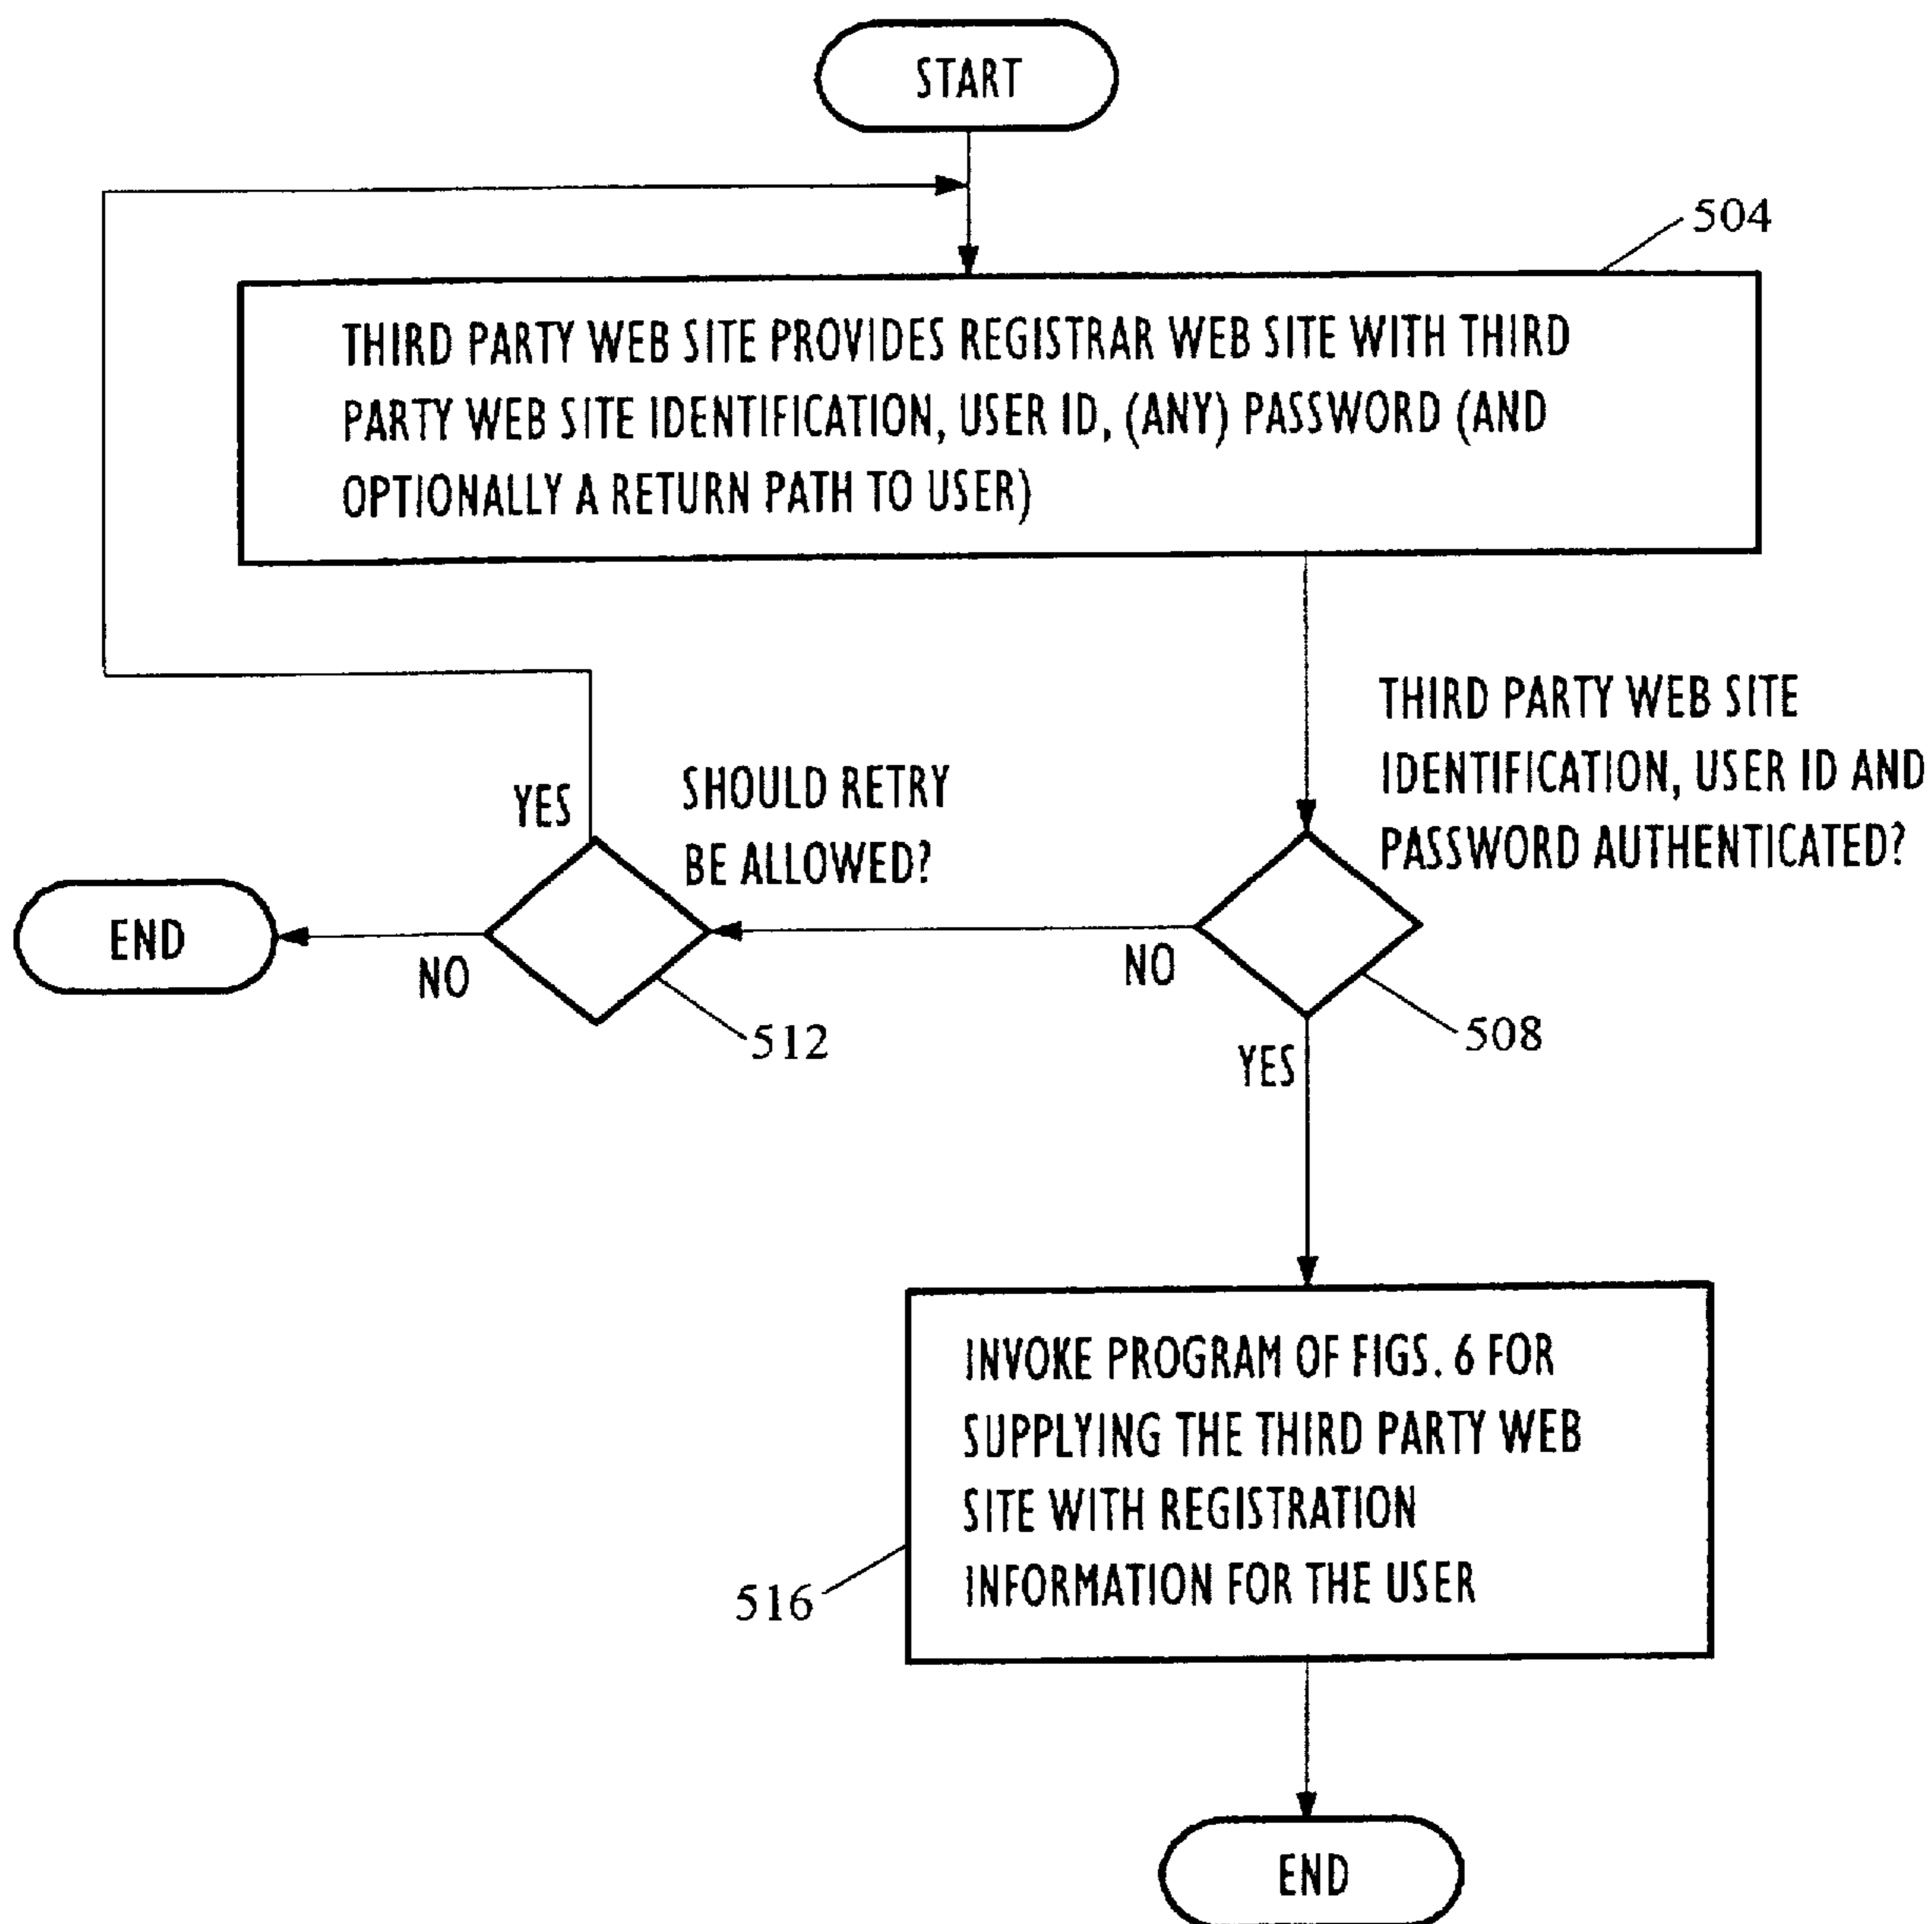 START
504
THIRD PARTY WEB SITE PROVIDES REGISTRAR WEB SITE WITH THIRD
PARTY WEB SITE IDENTIFICATION, USER ID, (ANY) PASSWORD (AND
OPTIONALLY A RETURN PATH TO USER)
THIRD PARTY WEB SITE
IDENTIFICATION, USER ID AND
PASSWORD AUTHENTICATED?
YES
SHOULD RETRY
BE ALLOWED?
END
NO
NO
512
508
YES
INVOKE PROGRAM OF FIGS. 6 FOR
SUPPLYING THE THIRD PARTY WEB
SITE WITH REGISTRATION
INFORMATION FOR THE USER
516
END